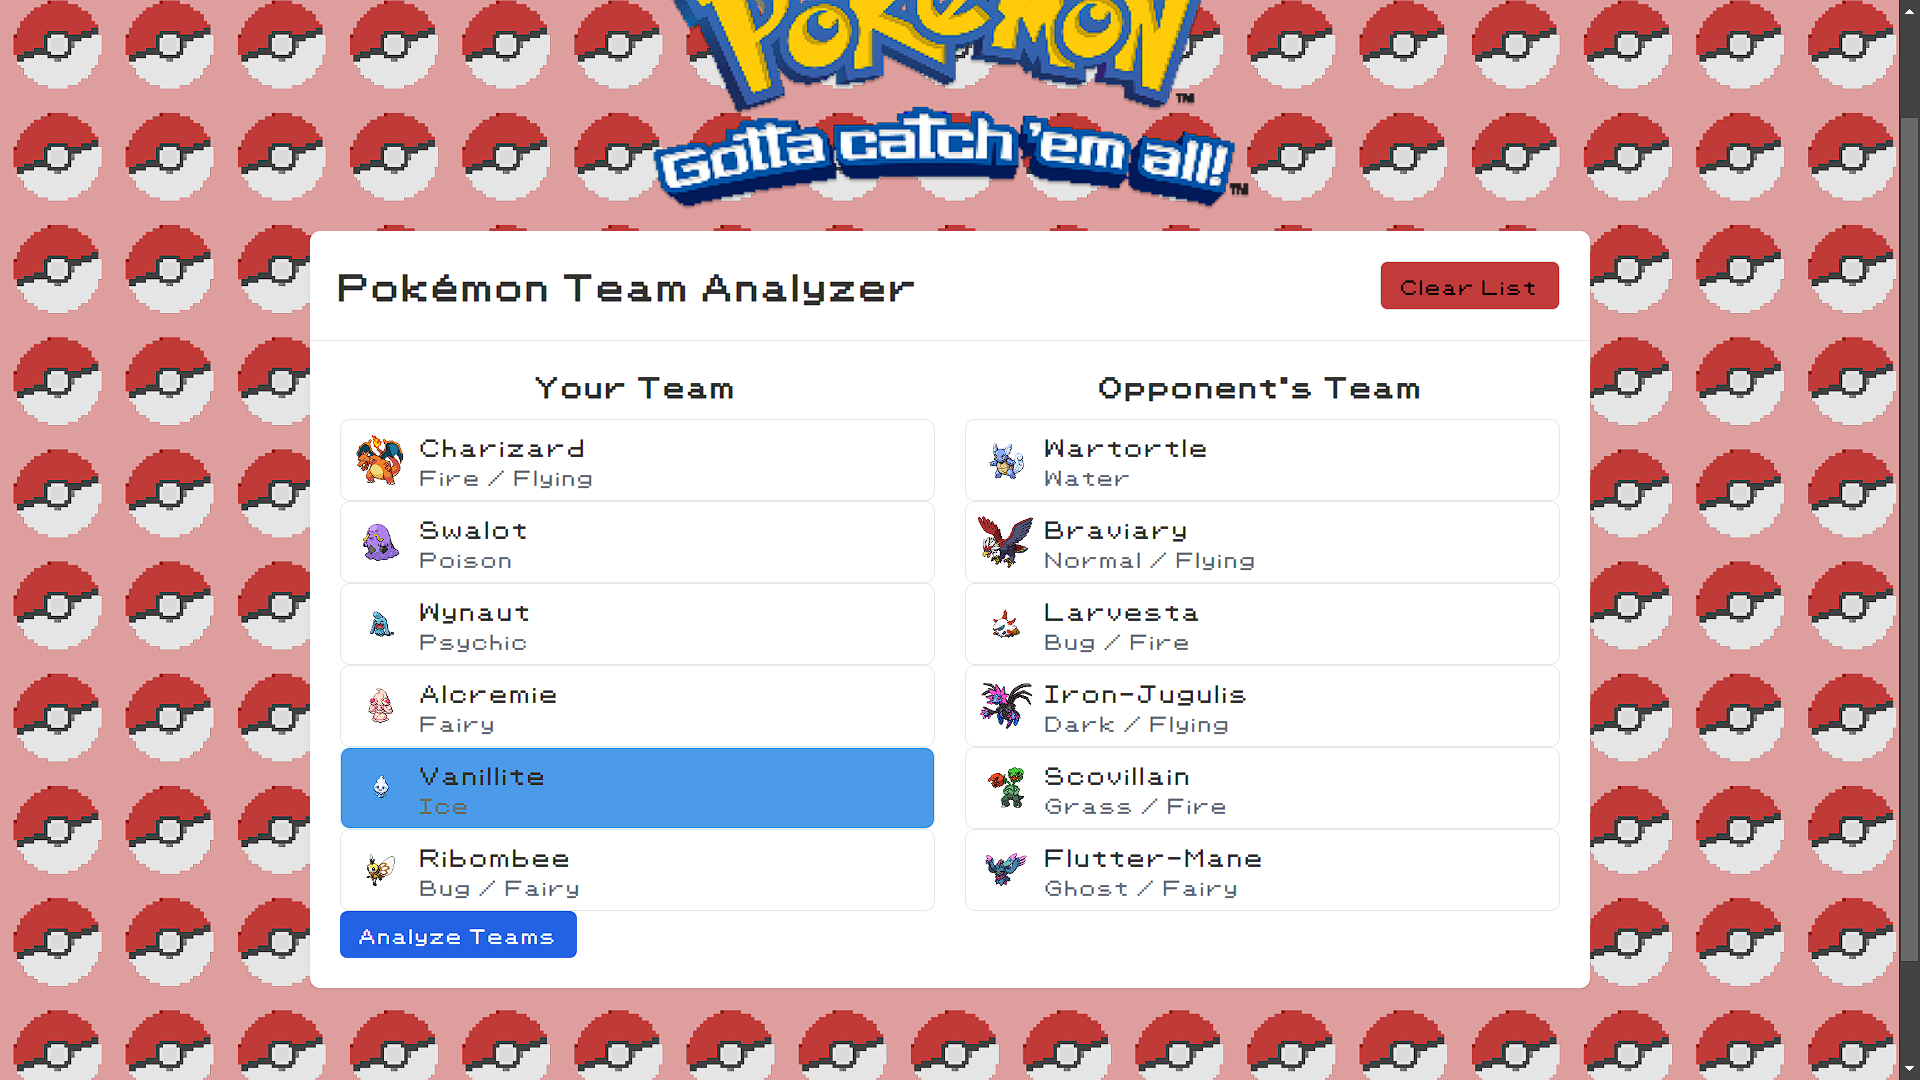 POKéMON
™
Gotta catch 'em all!
™
Pokémon Team Analyzer
Clear List
Your Team
Charizard
Fire / Flying
Swalot
Poison
Wynaut
Psychic
Alcremie
Fairy
Vanillite
Ice
Ribombee
Bug / Fairy
Analyze Teams
Opponent's Team
Wartortle
Water
Braviary
Normal / Flying
Larvesta
Bug / Fire
Iron-Jugulis
Dark / Flying
Scovillain
Grass / Fire
Flutter-Mane
Ghost / Fairy